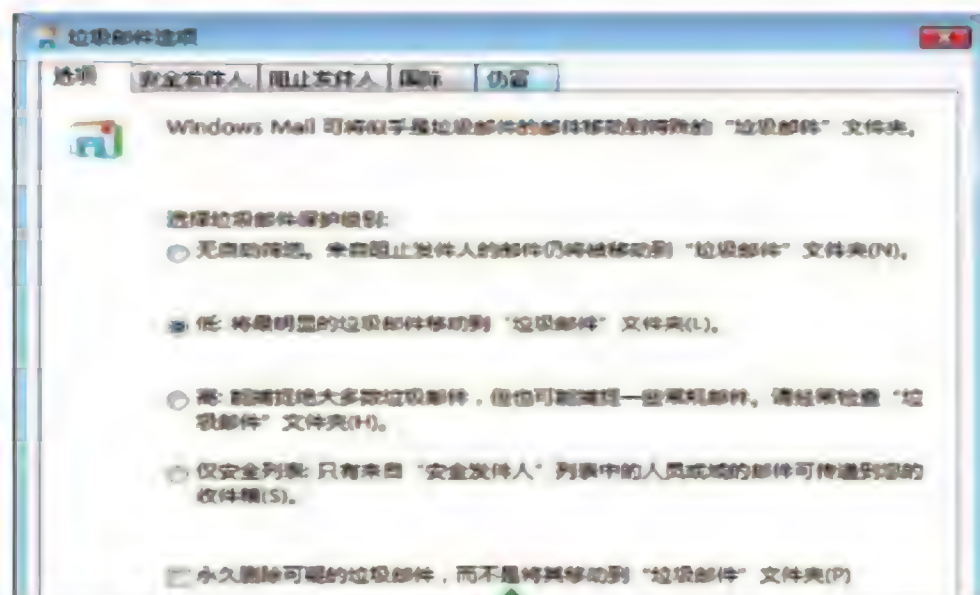 垃圾邮件选项
选项 安全发件人 阻止发件人 国际 仿冒
Windows Mail 可将似乎是垃圾邮件的邮件移动到特殊的“垃圾邮件”文件夹。
选择垃圾邮件保护级别:
无自动筛选。来自阻止发件人的邮件仍将被移动到“垃圾邮件”文件夹(N)。
低: 将最明显的垃圾邮件移动到“垃圾邮件”文件夹(L)。
高: 能捕捉绝大多数垃圾邮件，但也可能捕捉一些常规邮件。请经常检查“垃
圾邮件”文件夹(H)。
仅安全列表: 只有来自“安全发件人”列表中的人员或域的邮件可传递到您的
收件箱(S)。
永久删除可疑的垃圾邮件，而不是将其移动到“垃圾邮件”文件夹(P)